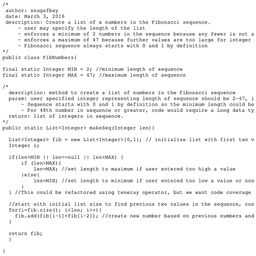 /*
author: snugefbay
date: March 3, 2016
description: Create a list of x numbers in the Fibonacci sequence.
- user may specify the length of the list
- enforces a minimum of 2 numbers in the sequence because any fewer is not a
- enforces a maximum of 47 because further values are too large for integer
- Fibonacci sequence always starts with 0 and 1 by definition
*/
public class FibNumbers{
final static Integer MIN = 2; //minimum length of sequence
final static Integer MAX = 47; //maximum length of sequence
/*
description: method to create a list of numbers in the Fibonacci sequence
param: user specified integer representing length of sequence should be 2-47, i
- Sequence starts with 0 and 1 by definition so the minimum length could be
- For 48th number in sequence or greater, code would require a Long data ty
return: list of integers in sequence.
*/
public static List<Integer> makeSeq(Integer len){
List<Integer> fib = new List<Integer>{0,1}; // initialize list with first two v
Integer i;
if(len<MIN || len==null || len>MAX) {
if (len>MAX){
len=MAX; //set length to maximum if user entered too high a value
}else{
len=MIN; //set length to minimum if user entered too low a value or non
}
} //This could be refactored using teneray operator, but we want code coverage
//start with initial list size to find previous two values in the sequence, con
for(i=fib.size(); i<len; i++){
fib.add(fib[i-1]+fib[i-2]); //create new number based on previous numbers and
}
return fib;
}
}